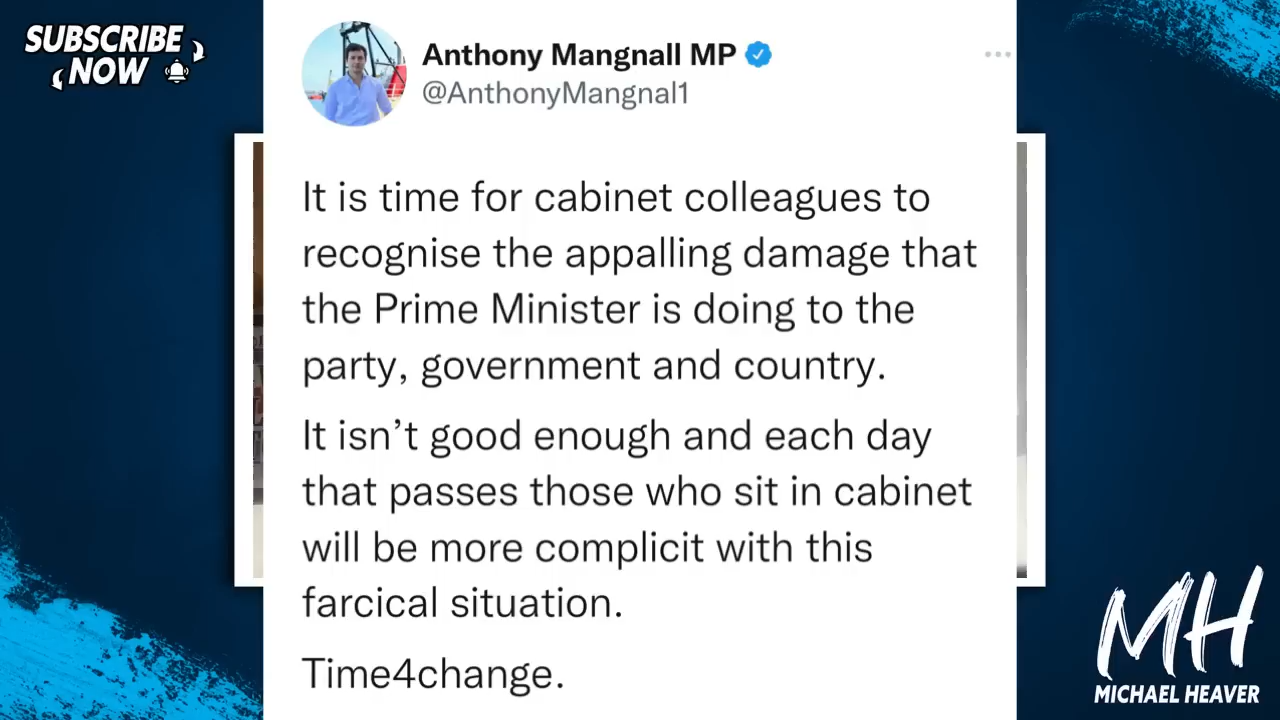 SUBSCRIBE
NOW
Anthony Mangnall MP
@AnthonyMangnal1
It is time for cabinet colleagues to
recognise the appalling damage that
the Prime Minister is doing to the
party, government and country.
It isn’t good enough and each day
that passes those who sit in cabinet
will be more complicit with this
farcical situation.
Time4change.
MH
MICHAEL HEAVER